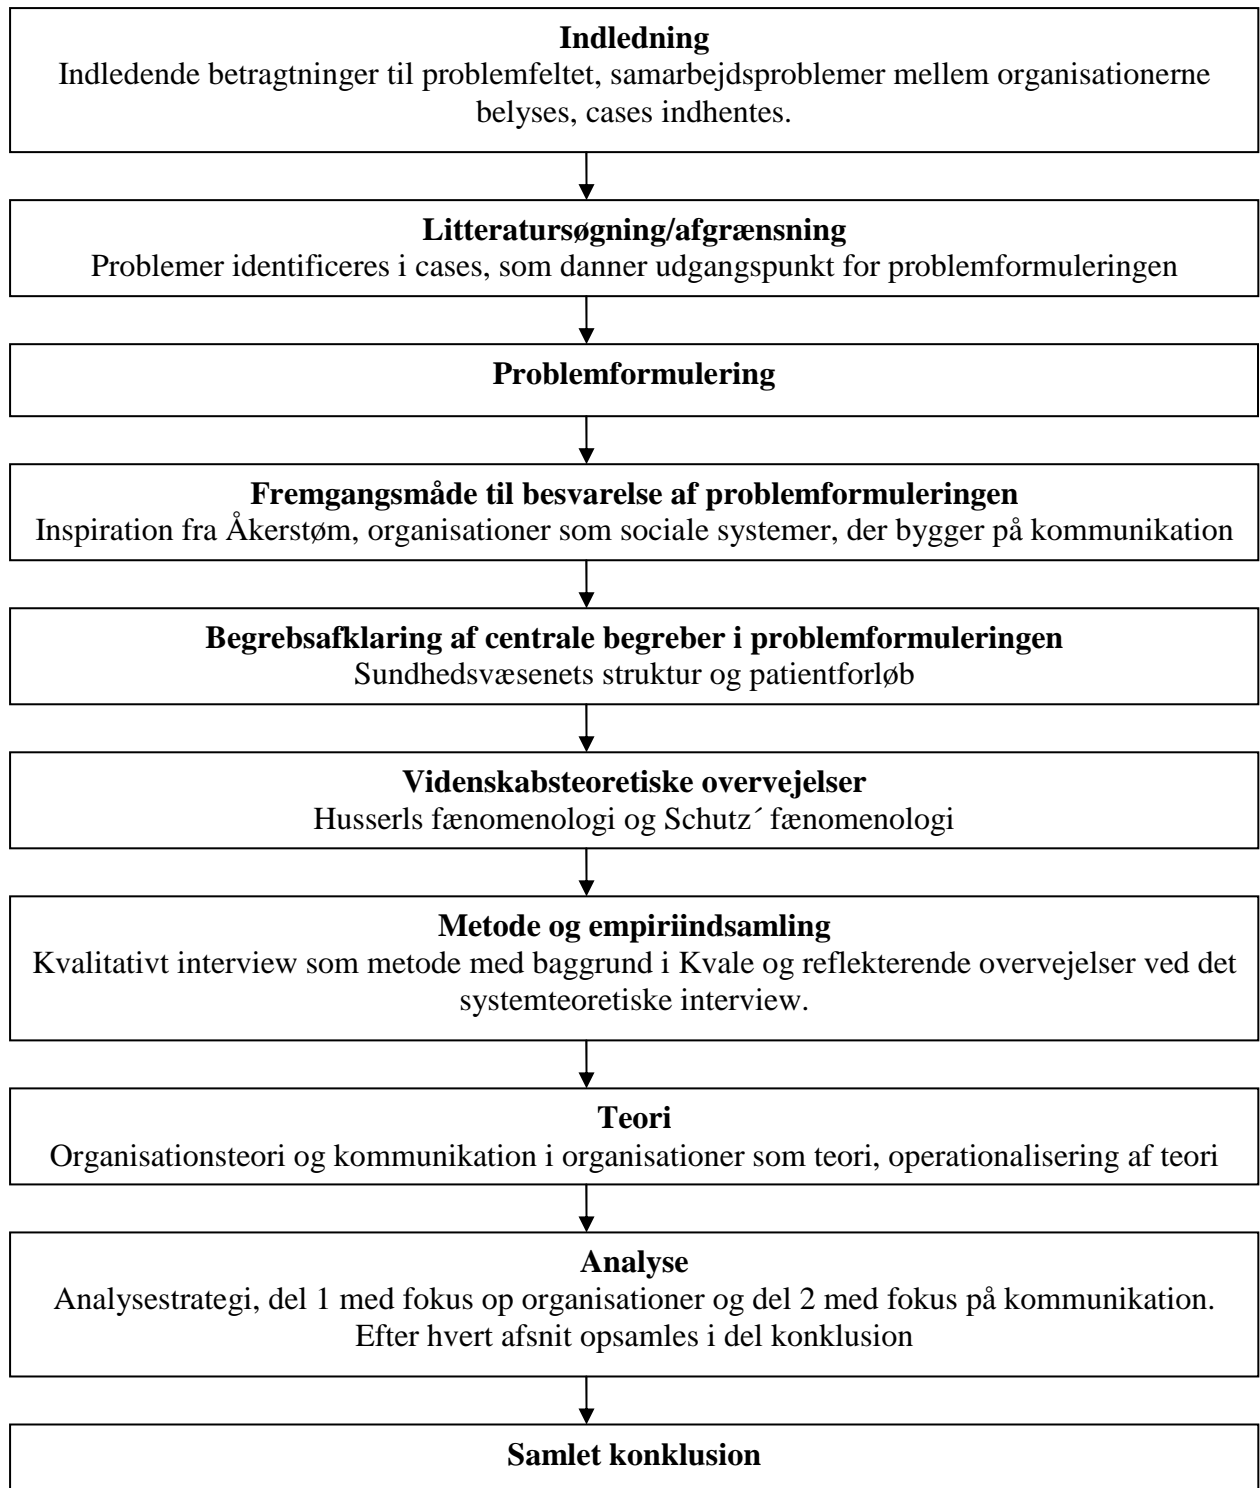 Indledning
Indledende betragtninger til problemfeltet, samarbejdsproblemer mellem organisationerne
belyses, cases indhentes.
Litteratursøgning/afgrænsning
Problemer identificeres i cases, som danner udgangspunkt for problemformuleringen
Problemformulering
Fremgangsmåde til besvarelse af problemformuleringen
Inspiration fra Åkerstøm, organisationer som sociale systemer, der bygger på kommunikation
Begrebsafklaring af centrale begreber i problemformuleringen
Sundhedsvæsenets struktur og patientforløb
Videnskabsteoretiske overvejelser
Husserls fænomenologi og Schutz´ fænomenologi
Metode og empiriindsamling
Kvalitativt interview som metode med baggrund i Kvale og reflekterende overvejelser ved det
systemteoretiske interview.
Teori
Organisationsteori og kommunikation i organisationer som teori, operationalisering af teori
Analyse
Analysestrategi, del 1 med fokus op organisationer og del 2 med fokus på kommunikation.
Efter hvert afsnit opsamles i del konklusion
Samlet konklusion